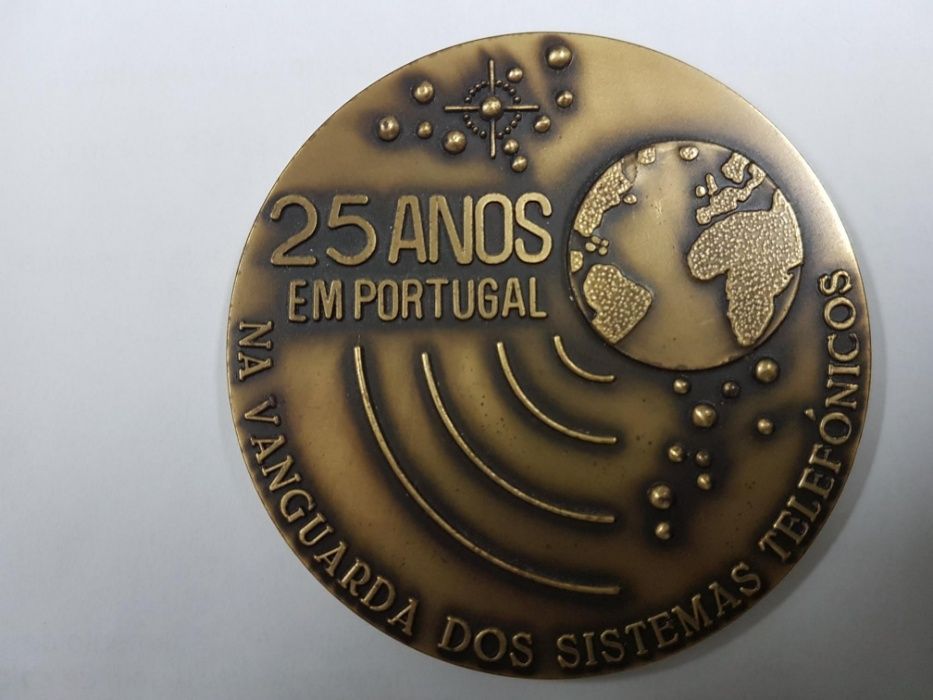 25 ANOS
EM PORTUGAL
NA VANGUARDA DOS SISTEMAS TELEFÓNICOS